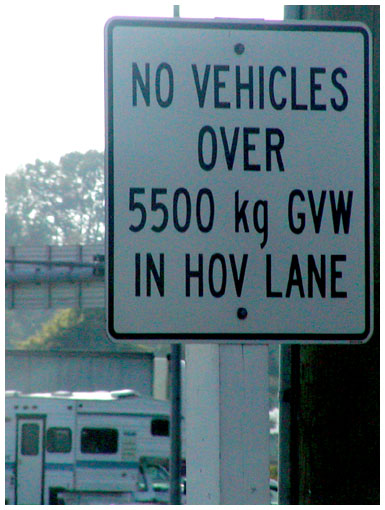 NO VEHICLES
OVER
5500 kg GVW
IN HOV LANE